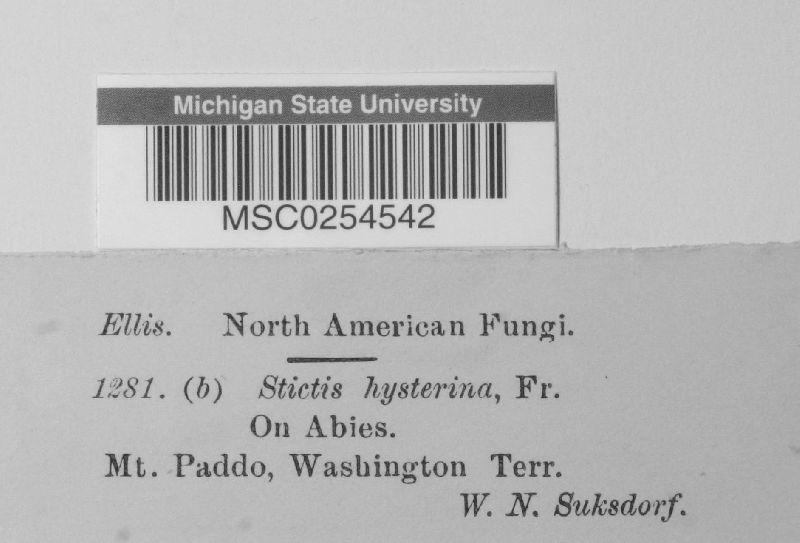 Michigan State University
MSC0254542
Ellis. North American Fungi.
1281. (b) Stictis hysterina, Fr.
On Abies.
Mt. Paddo, Washington Terr.
W. N. Suksdorf.